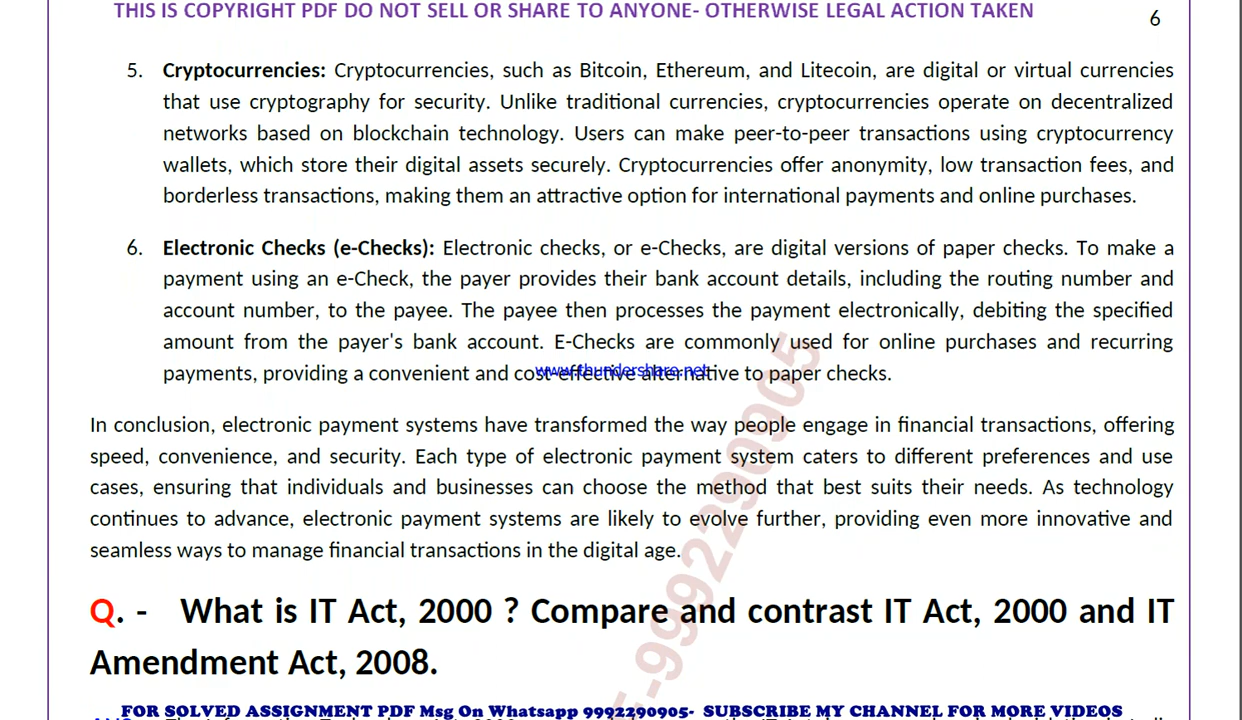 THIS IS COPYRIGHT PDF DO NOT SELL OR SHARE TO ANYONE- OTHERWISE LEGAL ACTION TAKEN
6
5. Cryptocurrencies: Cryptocurrencies, such as Bitcoin, Ethereum, and Litecoin, are digital or virtual currencies
that use cryptography for security. Unlike traditional currencies, cryptocurrencies operate on decentralized
networks based on blockchain technology. Users can make peer-to-peer transactions using cryptocurrency
wallets, which store their digital assets securely. Cryptocurrencies offer anonymity, low transaction fees, and
borderless transactions, making them an attractive option for international payments and online purchases.
6. Electronic Checks (e-Checks): Electronic checks, or e-Checks, are digital versions of paper checks. To make a
payment using an e-Check, the payer provides their bank account details, including the routing number and
account number, to the payee. The payee then processes the payment electronically, debiting the specified
amount from the payer's bank account. E-Checks are commonly used for online purchases and recurring
payments, providing a convenient and cost-effective alternative to paper checks.
www.thundershare.net
In conclusion, electronic payment systems have transformed the way people engage in financial transactions, offering
speed, convenience, and security. Each type of electronic payment system caters to different preferences and use
cases, ensuring that individuals and businesses can choose the method that best suits their needs. As technology
continues to advance, electronic payment systems are likely to evolve further, providing even more innovative and
seamless ways to manage financial transactions in the digital age.
-9992290905
Q. - What is IT Act, 2000 ? Compare and contrast IT Act, 2000 and IT
Amendment Act, 2008.
FOR SOLVED ASSIGNMENT PDF Msg On Whatsapp 9992290905- SUBSCRIBE MY CHANNEL FOR MORE VIDEOS